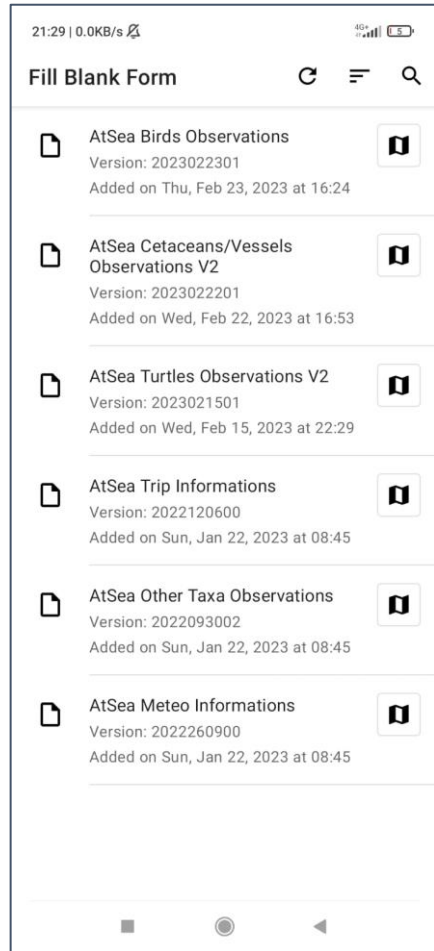 21:29 | 0.0KB/s
4G+
5
Fill Blank Form
AtSea Birds Observations
Version: 2023022301
Added on Thu, Feb 23, 2023 at 16:24
AtSea Cetaceans/Vessels
Observations V2
Version: 2023022201
Added on Wed, Feb 22, 2023 at 16:53
AtSea Turtles Observations V2
Version: 2023021501
Added on Wed, Feb 15, 2023 at 22:29
AtSea Trip Informations
Version: 2022120600
Added on Sun, Jan 22, 2023 at 08:45
AtSea Other Taxa Observations
Version: 2022093002
Added on Sun, Jan 22, 2023 at 08:45
AtSea Meteo Informations
Version: 2022260900
Added on Sun, Jan 22, 2023 at 08:45